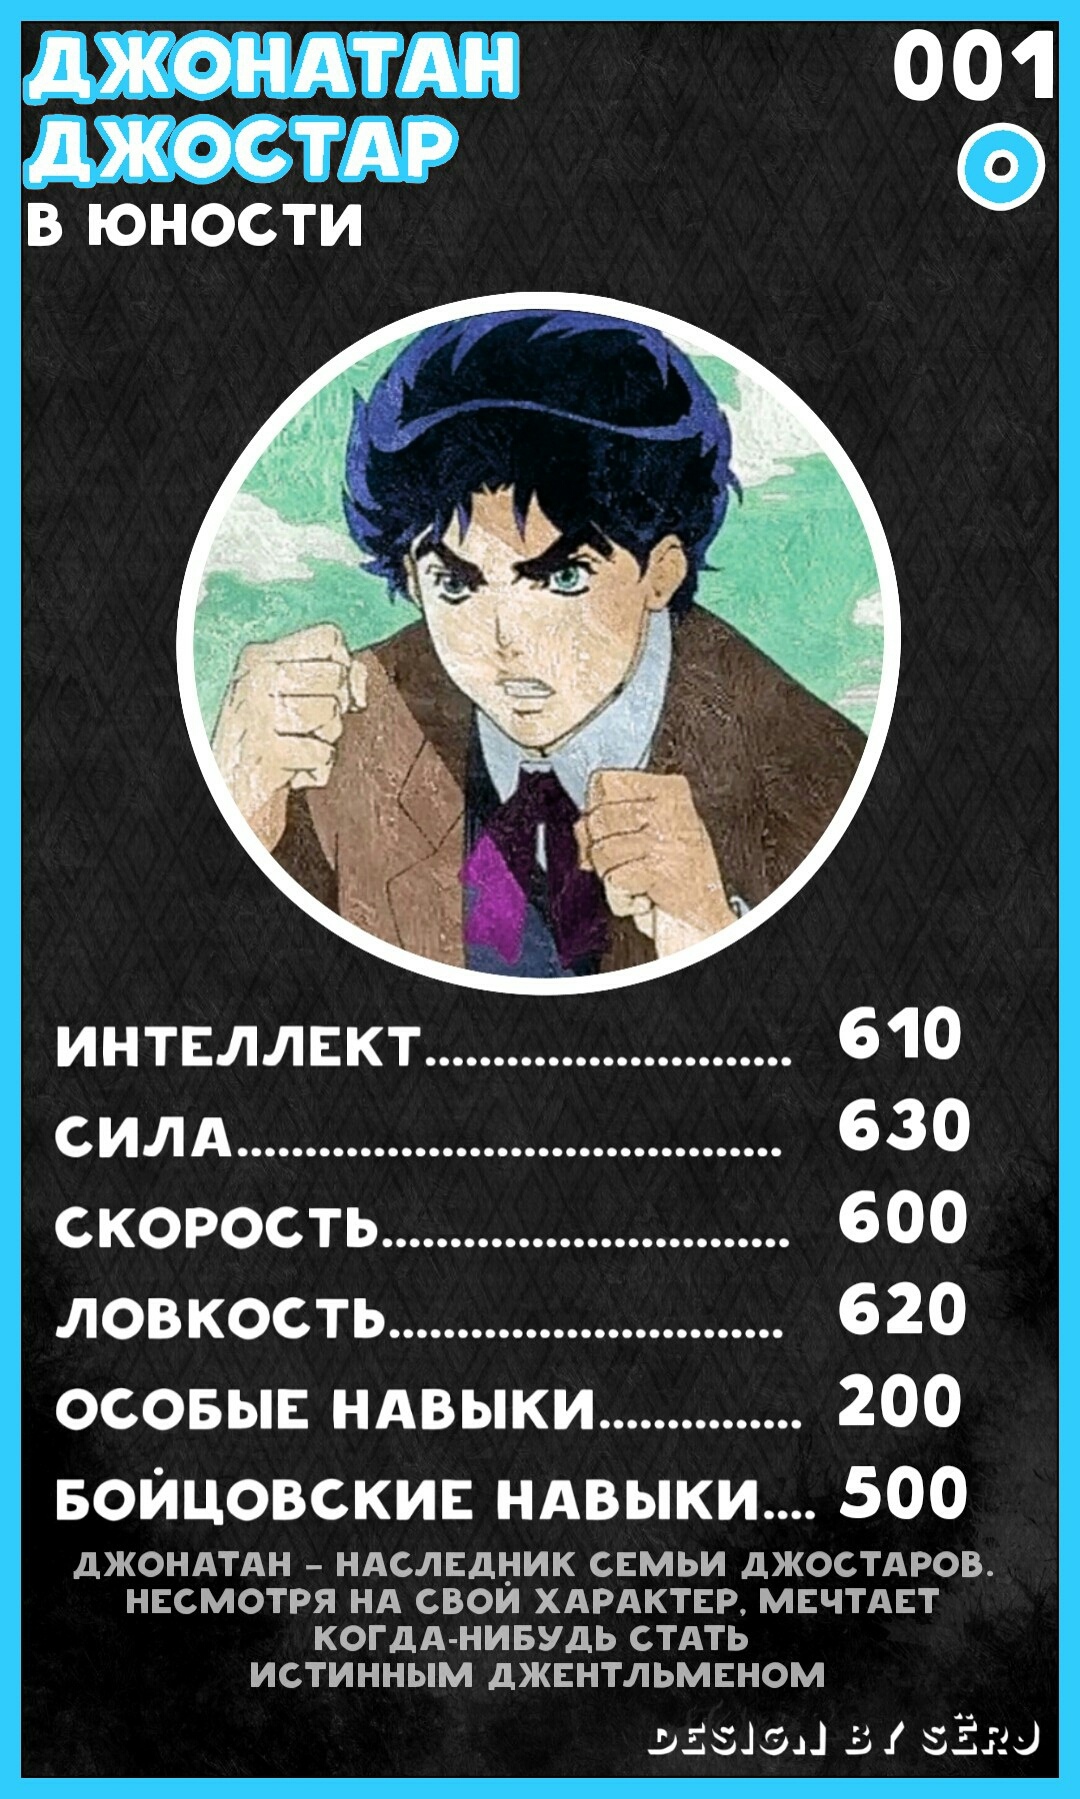 ДЖОНАТАН
ДЖОСТАР
В ЮНОСТИ
001
О
ИНТЕЛЛЕКТ........................... 610
СИЛА........................................ 630
СКОРОСТЬ.............................. 600
ЛОВКОСТЬ............................. 620
ОСОБЫЕ НАВЫКИ............... 200
БОЙЦОВСКИЕ НАВЫКИ.... 500
ДЖОНАТАН – НАСЛЕДНИК СЕМЬИ ДЖОСТАРОВ.
НЕСМОТРЯ НА СВОЙ ХАРАКТЕР, МЕЧТАЕТ
КОГДА-НИБУДЬ СТАТЬ
ИСТИННЫМ ДЖЕНТЛЬМЕНОМ
DESIGN BY SЁRJ